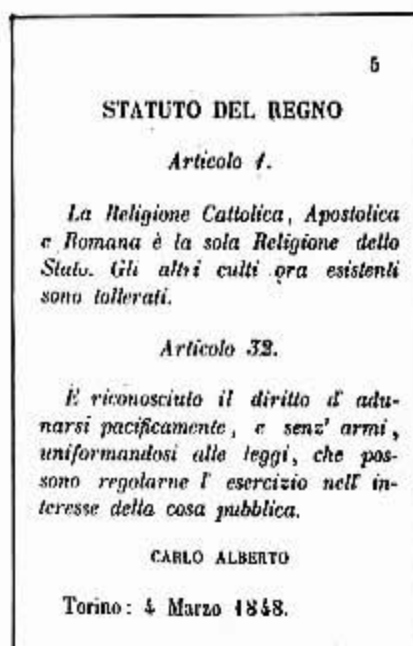 5
STATUTO DEL REGNO
Articolo 1.
La Religione Cattolica, Apostolica
e Romana è la sola Religione dello
Stato. Gli altri culti ora esistenti
sono tollerati.
Articolo 32.
È riconosciuto il diritto d' adu-
narsi pacificamente, e senz' armi,
uniformandosi alle leggi, che pos-
sono regolarne l' esercizio nell' in-
teresse della cosa pubblica.
CARLO ALBERTO
Torino: 4 Marzo 1848.